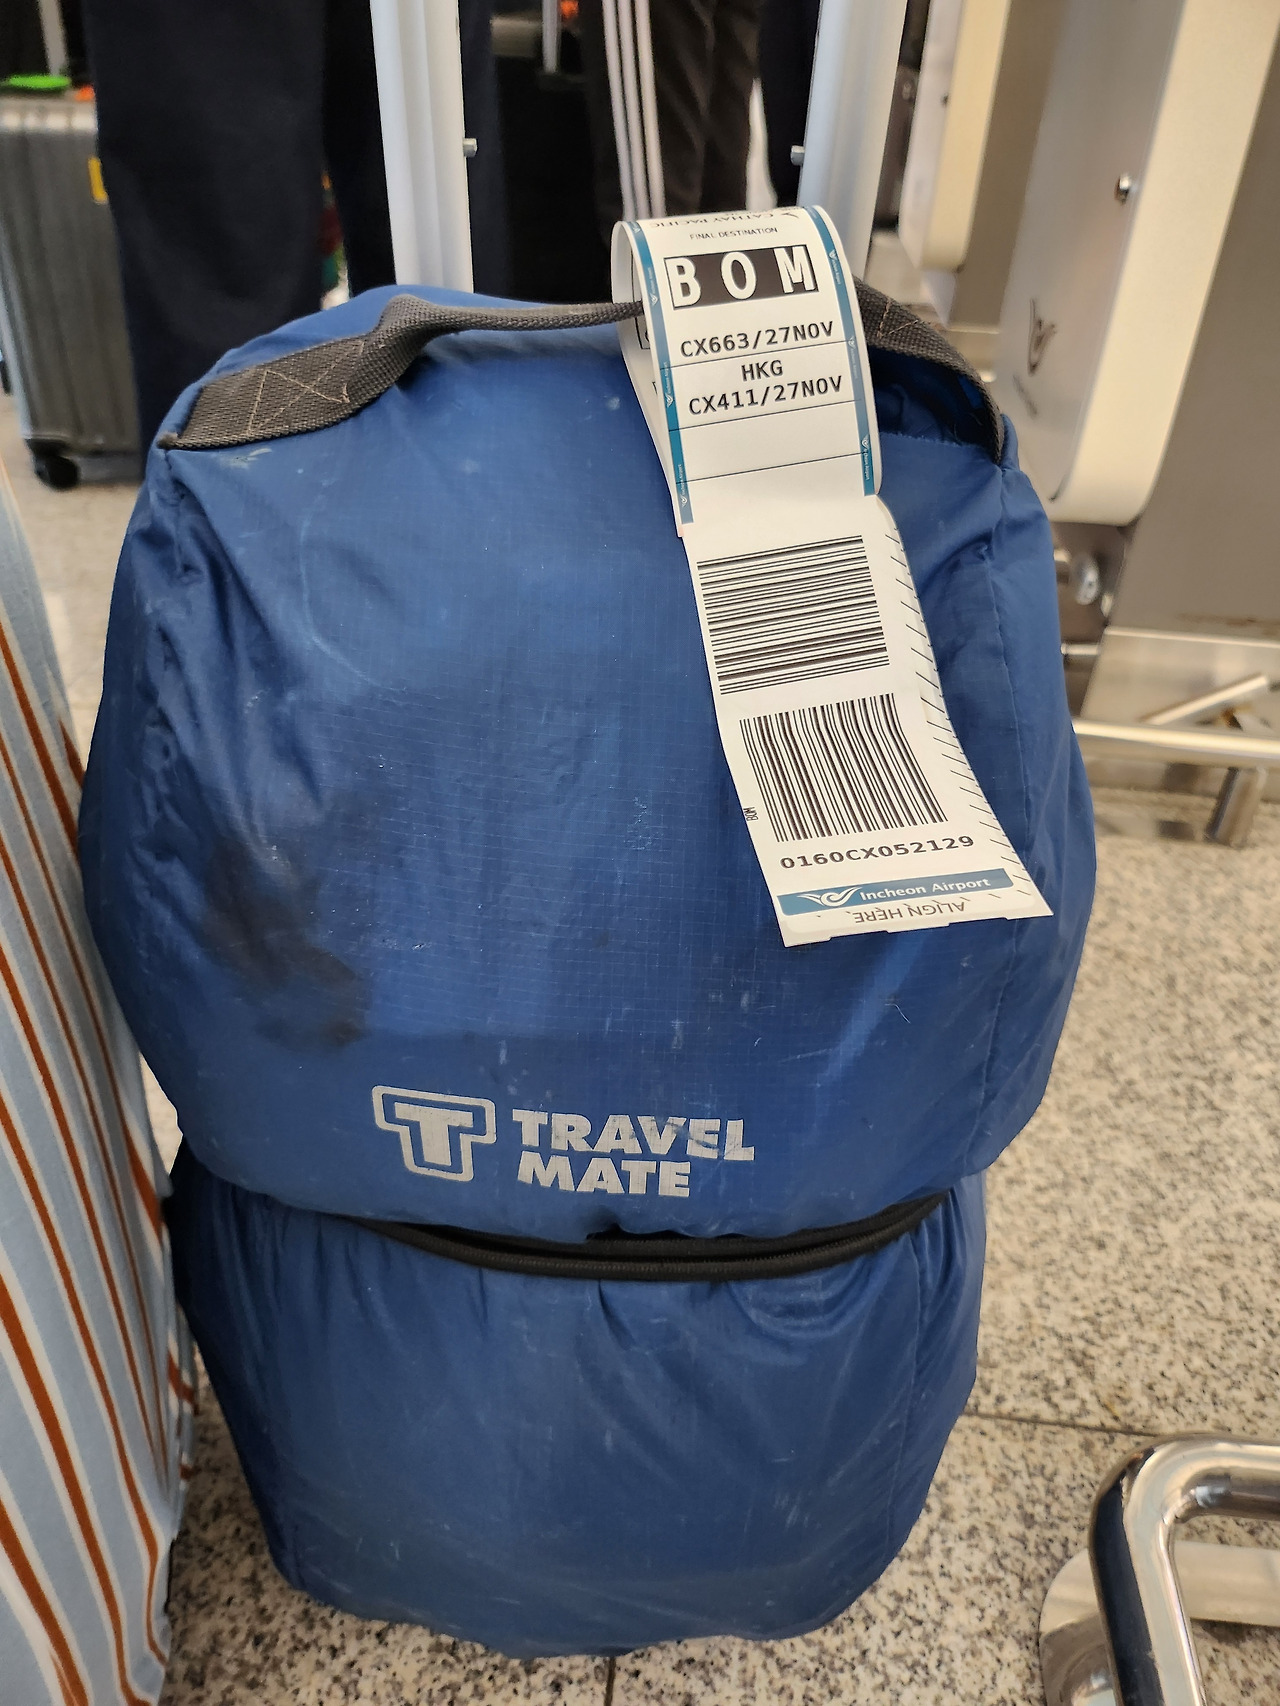 CATHAY PACIFIC
FINAL DESTINATION
BOM
CX663/27NOV
HKG
CX411/27NOV
BOM
0160CX052129
Incheon Airport
ALIGN HERE
TRAVEL
MATE